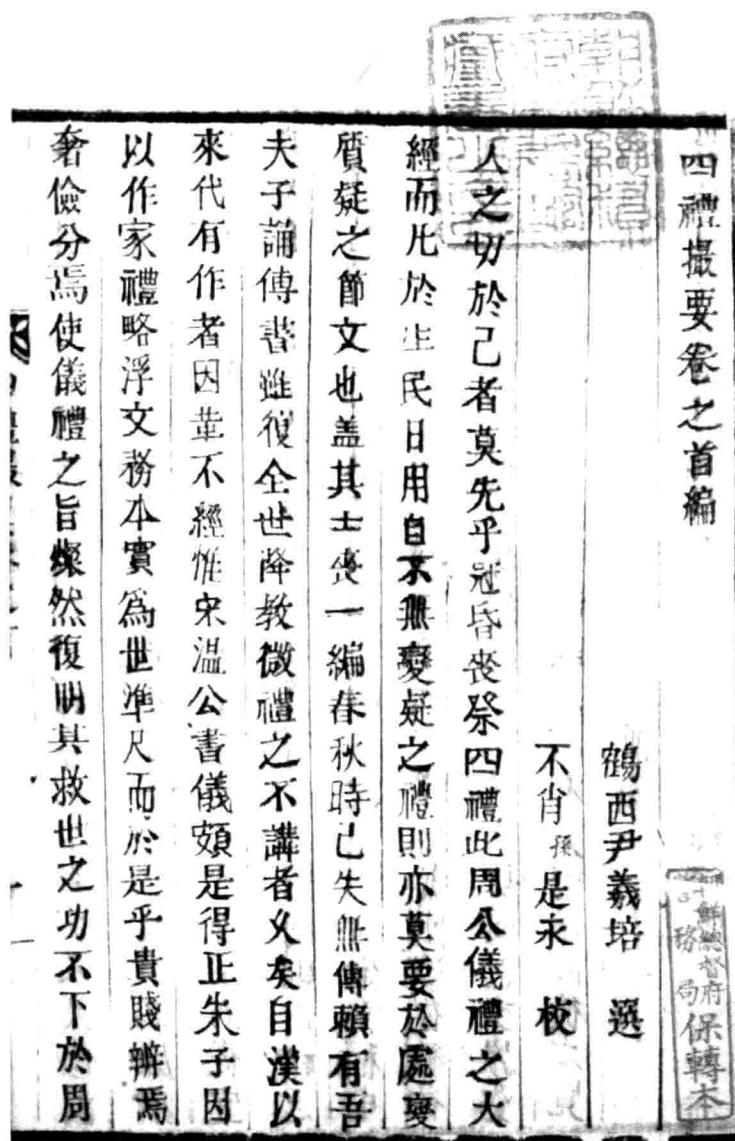 四禮撮要卷之首編
鶴西尹羲培 選
不肖孫是永 校
人之切於己者莫先乎冠昏喪祭四禮此周公儀禮之大
經而凡於生民日用自不無變疑之禮則亦莫要於處變
質疑之節文也盖其士喪一編春秋時已失無傳賴有吾
夫子誦傳書雖復全世降教微禮之不講者久矣自漢以
來代有作者因革不經惟宋溫公書儀頗是得正朱子因
以作家禮略浮文務本實爲世準尺而於是乎貴賤辨焉
奢儉分焉使儀禮之旨燦然復明其救世之功不下於周
朝鮮總督府
務局
保轉本